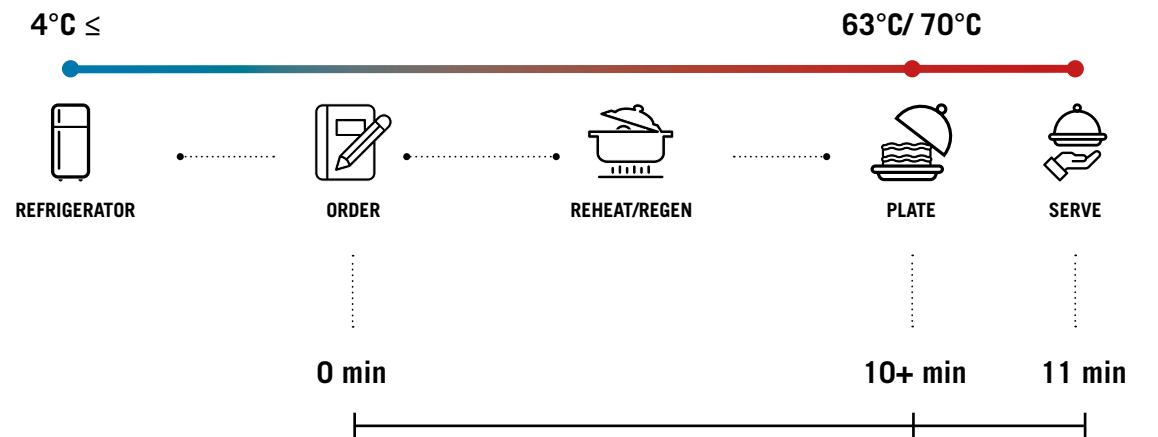 4°C ≤
63°C/ 70°C
REFRIGERATOR
ORDER
REHEAT/REGEN
PLATE
SERVE
0 min
10+ min
11 min